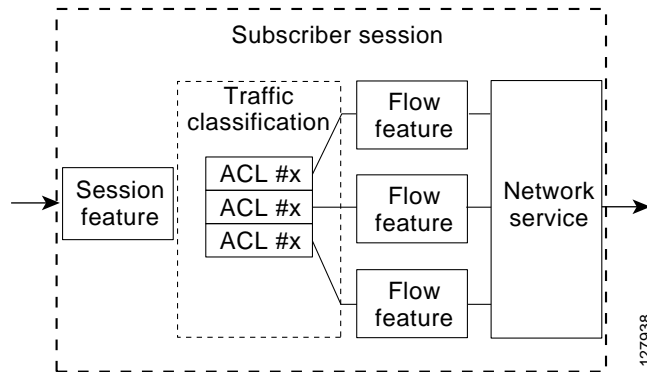 Subscriber session
Traffic
classification
ACL #x
ACL #x
ACL #x
Session
feature
Flow
feature
Flow
feature
Flow
feature
Network
service
127938